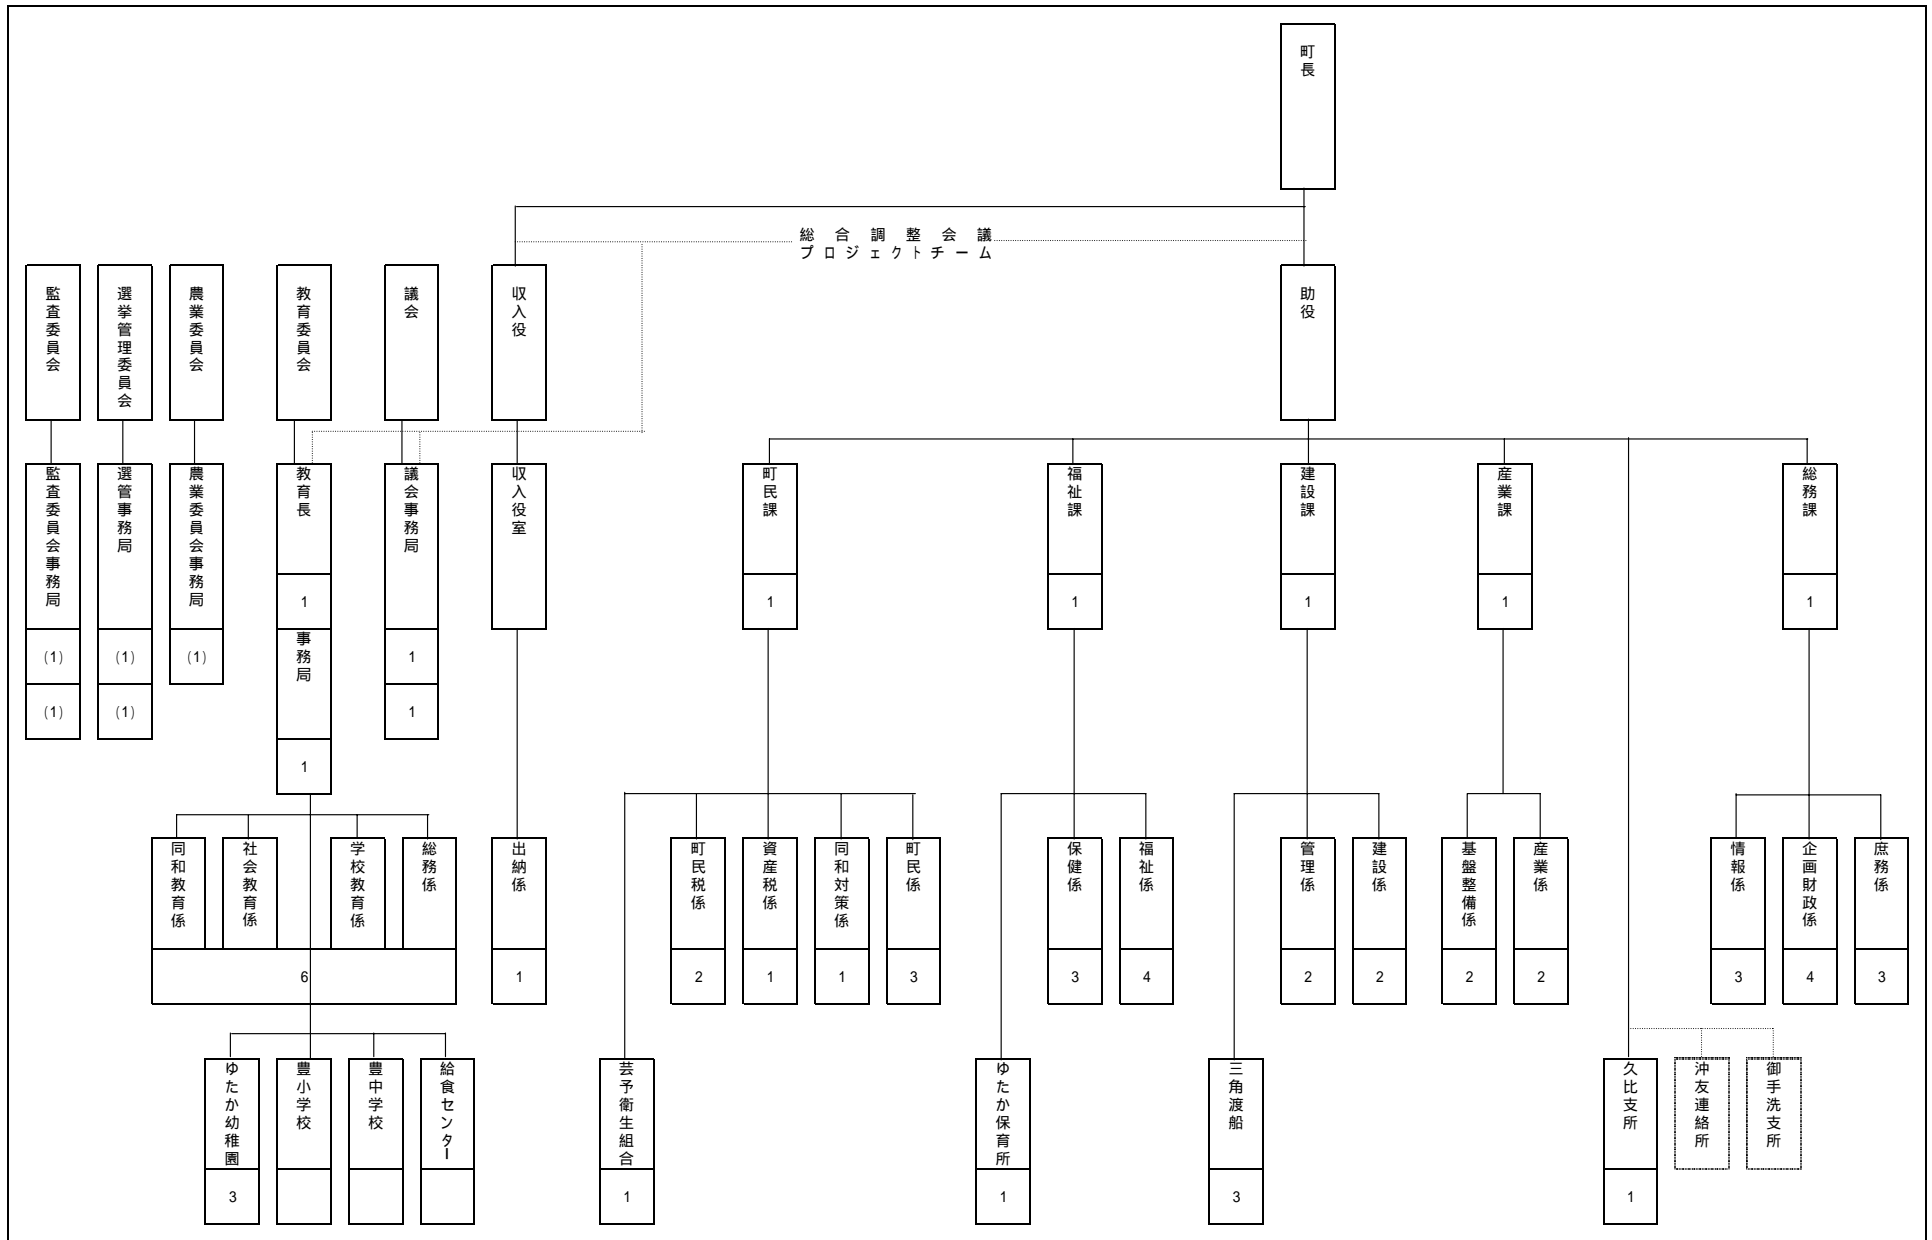 町長
総合調整会議
プロジェクトチーム
監査委員会
選挙管理委員会
農業委員会
教育委員会
議会
収入役
助役
監査委員会事務局
(1)
(1)
選管事務局
(1)
(1)
農業委員会事務局
(1)
教育長
1
事務局
1
議会事務局
1
1
収入役室
町民課
1
福祉課
1
建設課
1
産業課
1
総務課
1
同和教育係
社会教育係
学校教育係
総務係
6
出納係
1
町民税係
2
資産税係
1
同和対策係
1
町民係
3
保健係
3
福祉係
4
管理係
2
建設係
2
基盤整備係
2
産業係
2
情報係
3
企画財政係
4
庶務係
3
ゆたか幼稚園
3
豊小学校
豊中学校
給食センター
芸予衛生組合
1
ゆたか保育所
1
三角渡船
3
久比支所
1
沖友連絡所
御手洗支所